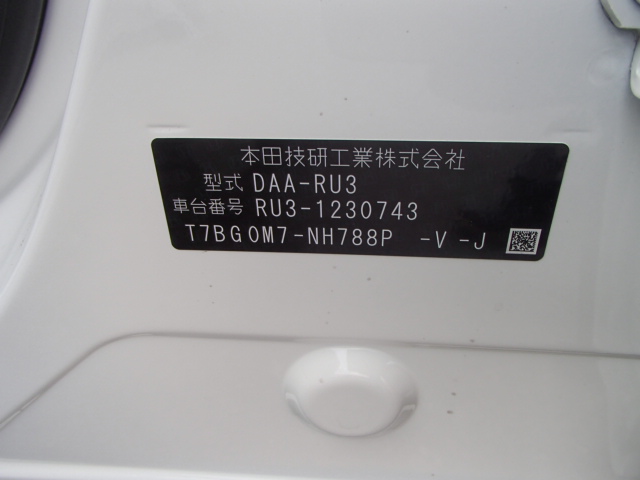 本田技研工業株式会社
型式 DAA-RU3
車台番号 RU3-1230743
T7BG0M7-NH788P -V -J